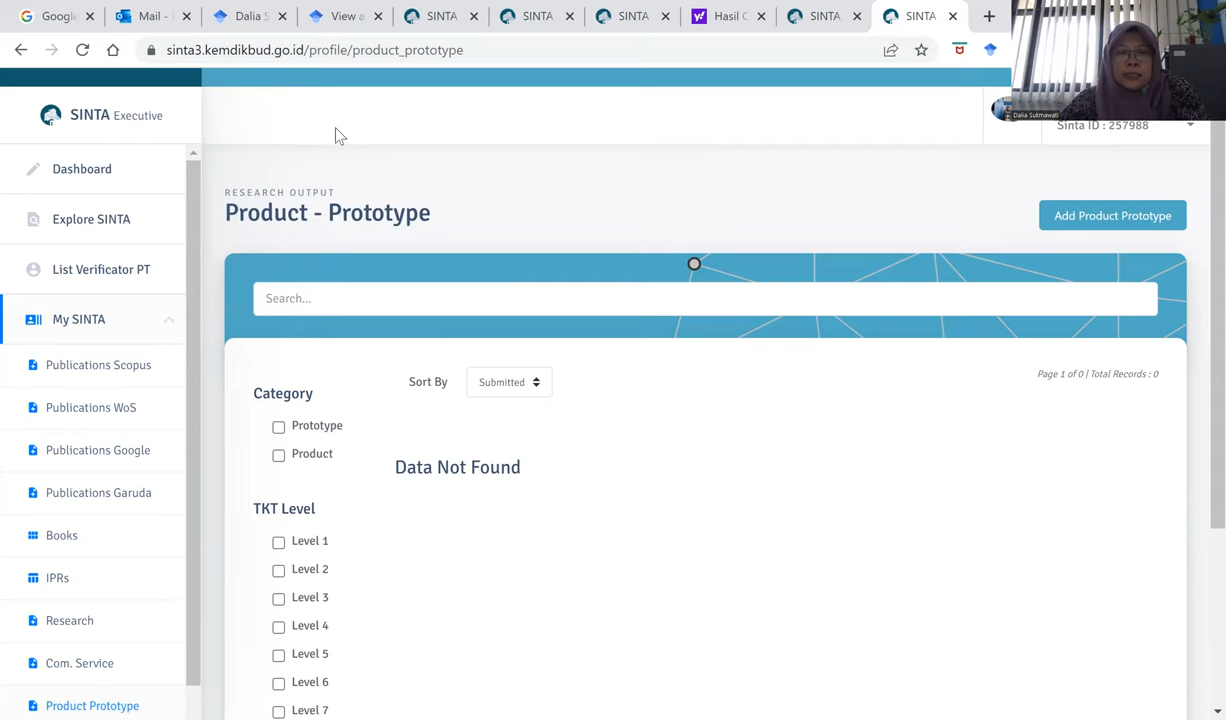 Googl
Mail -
Dalia S
View a
SINTA
SINTA
SINTA
Hasil C
SINTA
SINTA
sinta3.kemdikbud.go.id/profile/product_prototype
Dalia Sukmawati
SINTA Executive
Sinta ID : 257988
Dashboard
Explore SINTA
List Verificator PT
My SINTA
Publications Scopus
Publications WoS
Publications Google
Publications Garuda
Books
IPRs
Research
Com. Service
Product Prototype
RESEARCH OUTPUT
Product - Prototype
Add Product Prototype
Search...
Category
Prototype
Product
TKT Level
Level 1
Level 2
Level 3
Level 4
Level 5
Level 6
Level 7
Sort By
Submitted
Page 1 of 0 | Total Records : 0
Data Not Found